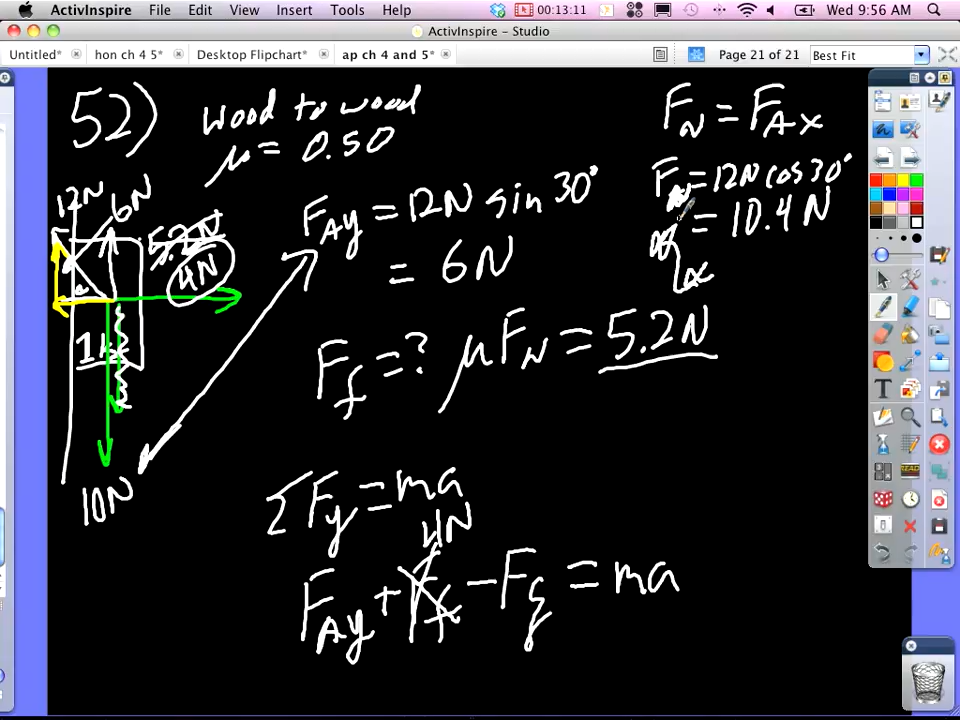 ActivInspire File Edit View Insert Tools Help 00:13:11 Wed 9:56 AM
ActivInspire - Studio
Untitled* hon ch 4 5* Desktop Flipchart* ap ch 4 and 5* Page 21 of 21 Best Fit
52) wood to wood
μ = 0.50
F_N = F_Ax
F_N = 12N cos 30°
= 10.4 N
12N 6N
5.2N
4N
F_Ay = 12N sin 30°
= 6N
1kg
F_f = ? μF_N = 5.2N
10N
ΣF_y = ma
4N
F_Ay + F_f - F_g = ma